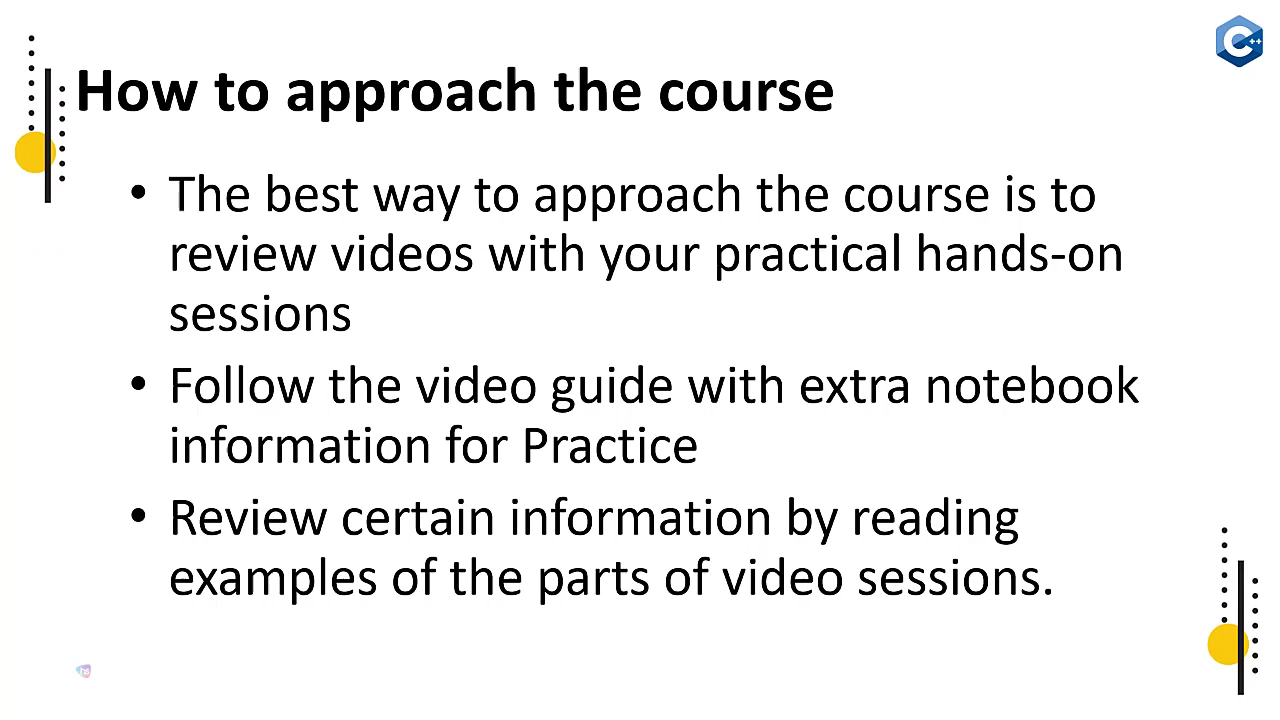 How to approach the course
• The best way to approach the course is to
review videos with your practical hands-on
sessions
• Follow the video guide with extra notebook
information for Practice
• Review certain information by reading
examples of the parts of video sessions.
C++